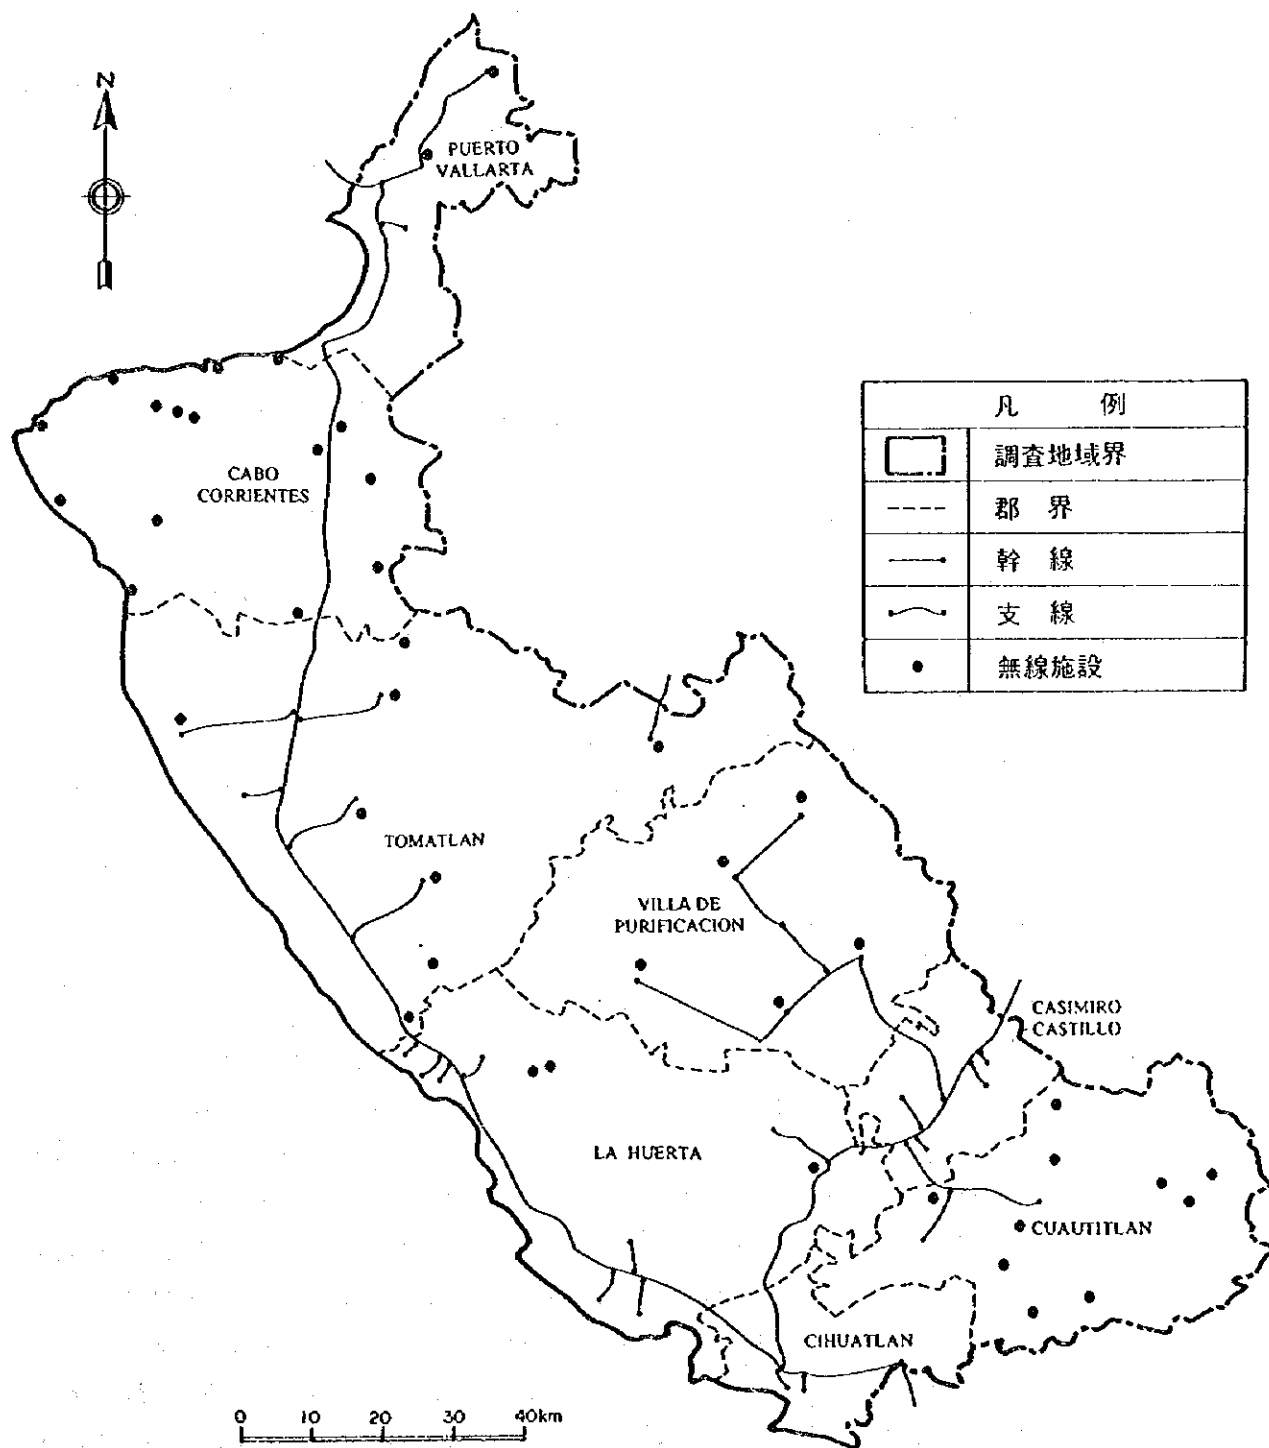 N
PUERTO
VALLARTA
CABO
CORRIENTES
凡 例
調査地域界
郡 界
幹 線
支 線
無線施設
TOMATLAN
VILLA DE
PURIFICACION
CASIMIRO
CASTILLO
LA HUERTA
CUAUTITLAN
CIHUATLAN
0 10 20 30 40km